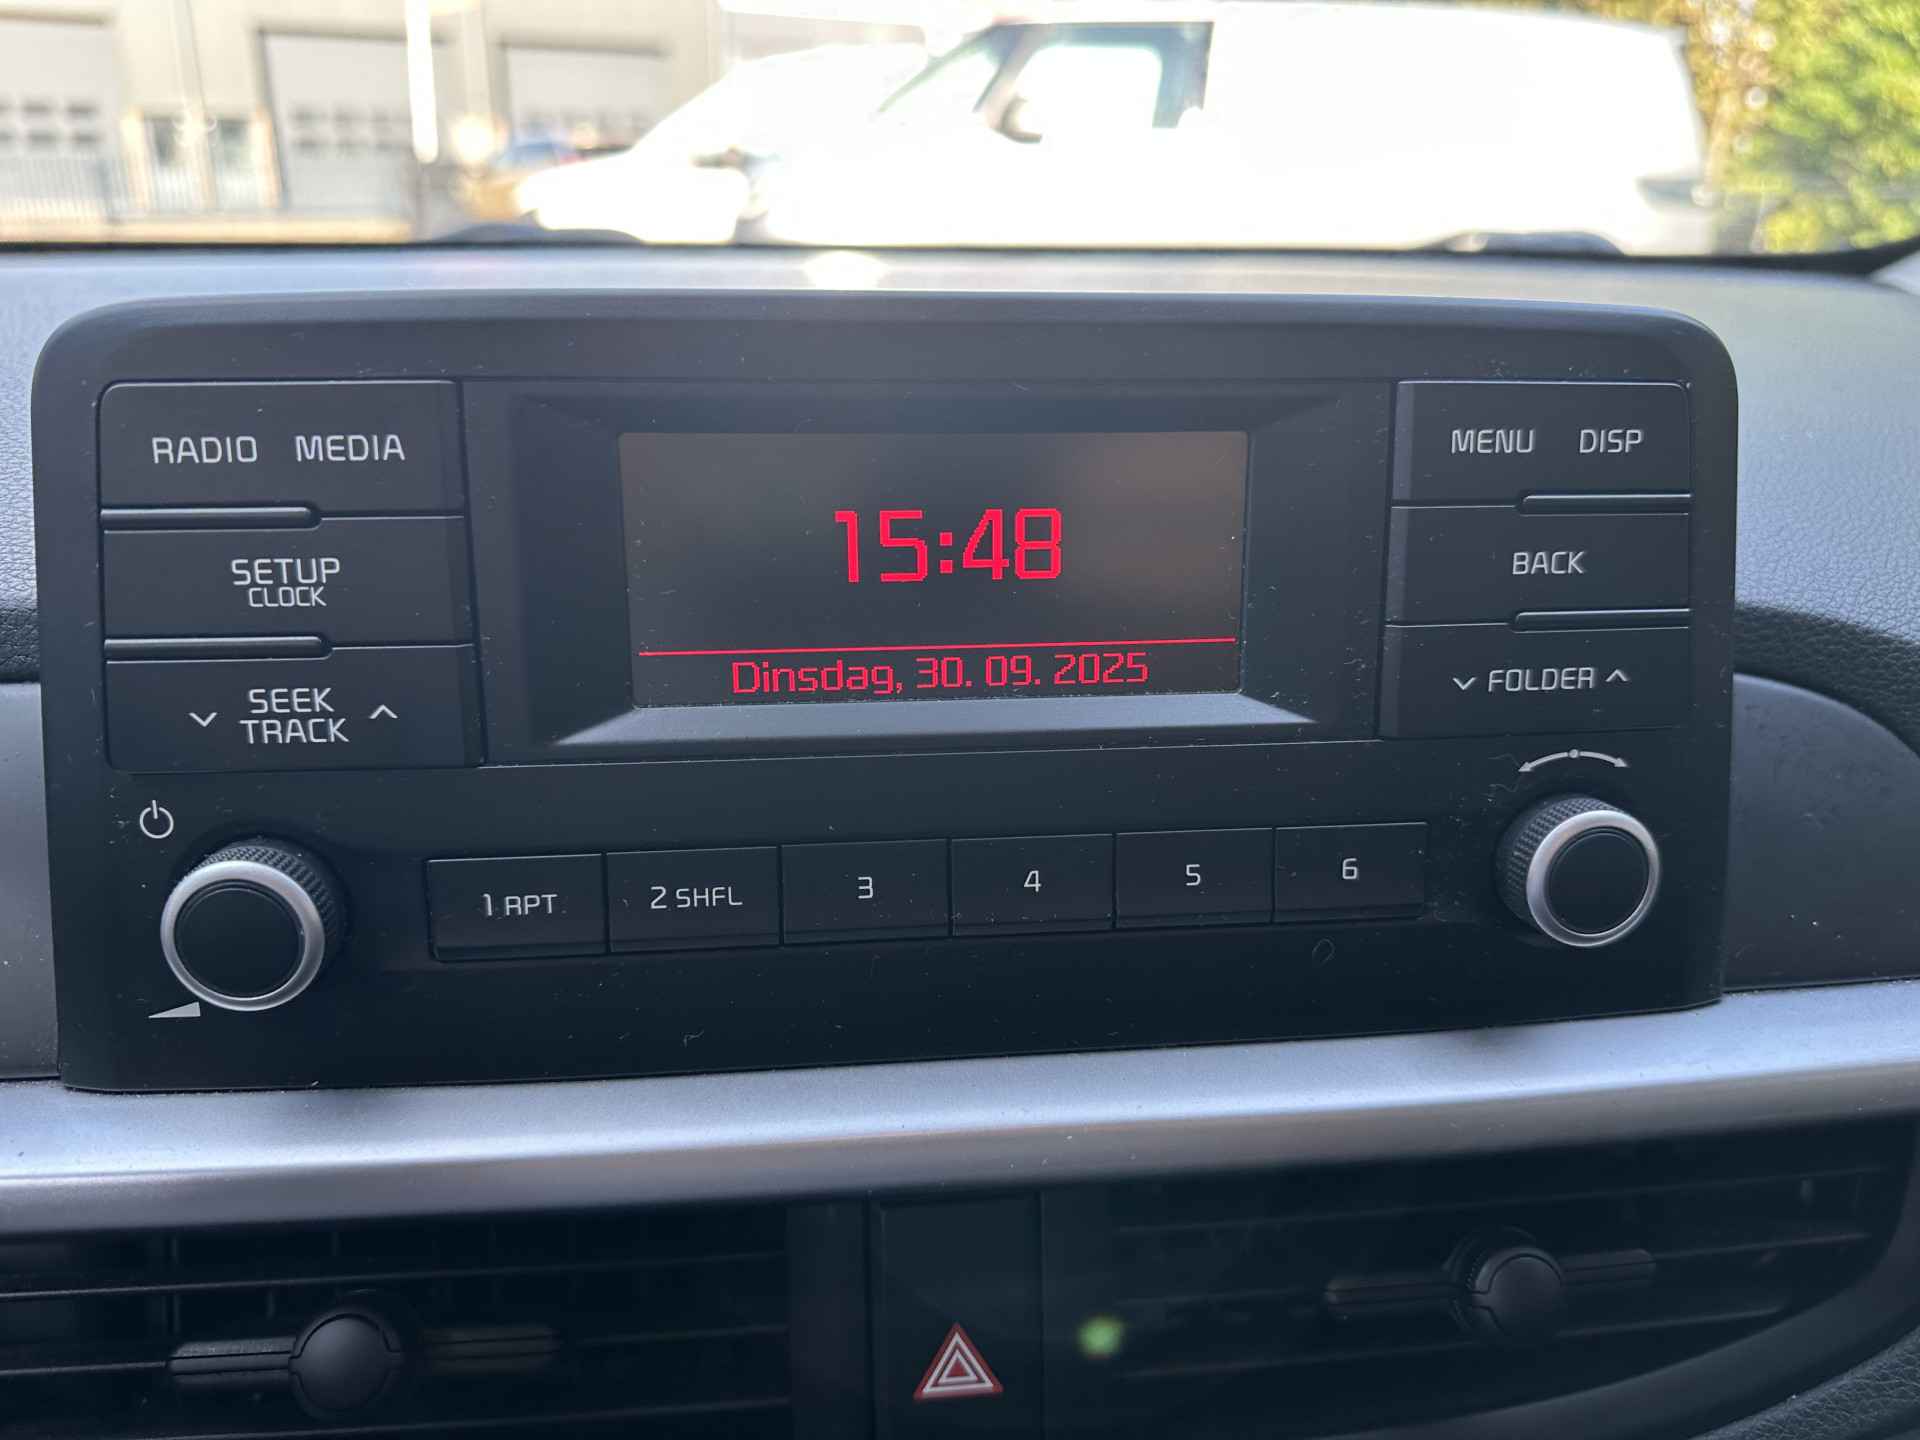 RADIO MEDIA
SETUP
CLOCK
SEEK
TRACK
15:48
Dinsdag, 30. 09. 2025
MENU DISP
BACK
FOLDER
1 RPT
2 SHFL
3
4
5
6